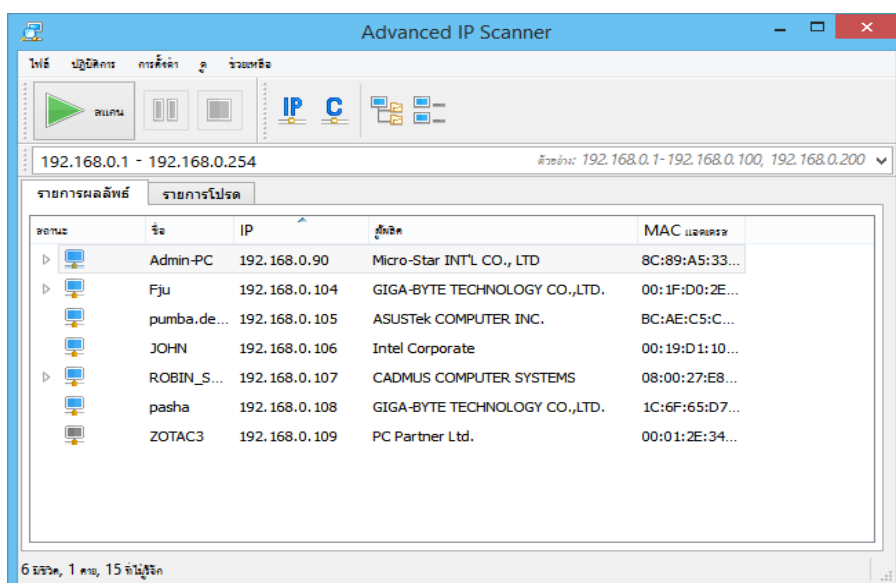 Advanced IP Scanner
ไฟล์ ปฏิบัติการ การตั้งค่า ดู ช่วยเหลือ
สแกน IP C
192.168.0.1 - 192.168.0.254 ตัวอย่าง: 192.168.0.1-192.168.0.100, 192.168.0.200
รายการผลลัพธ์ รายการโปรด
สถานะ ชื่อ IP ผู้ผลิต MAC แอดเดรส
Admin-PC 192.168.0.90 Micro-Star INT'L CO., LTD 8C:89:A5:33...
Fju 192.168.0.104 GIGA-BYTE TECHNOLOGY CO.,LTD. 00:1F:D0:2E...
pumba.de... 192.168.0.105 ASUSTek COMPUTER INC. BC:AE:C5:C...
JOHN 192.168.0.106 Intel Corporate 00:19:D1:10...
ROBIN_S... 192.168.0.107 CADMUS COMPUTER SYSTEMS 08:00:27:E8...
pasha 192.168.0.108 GIGA-BYTE TECHNOLOGY CO.,LTD. 1C:6F:65:D7...
ZOTAC3 192.168.0.109 PC Partner Ltd. 00:01:2E:34...
6 มีชีวิต, 1 ตาย, 15 ที่ไม่รู้จัก